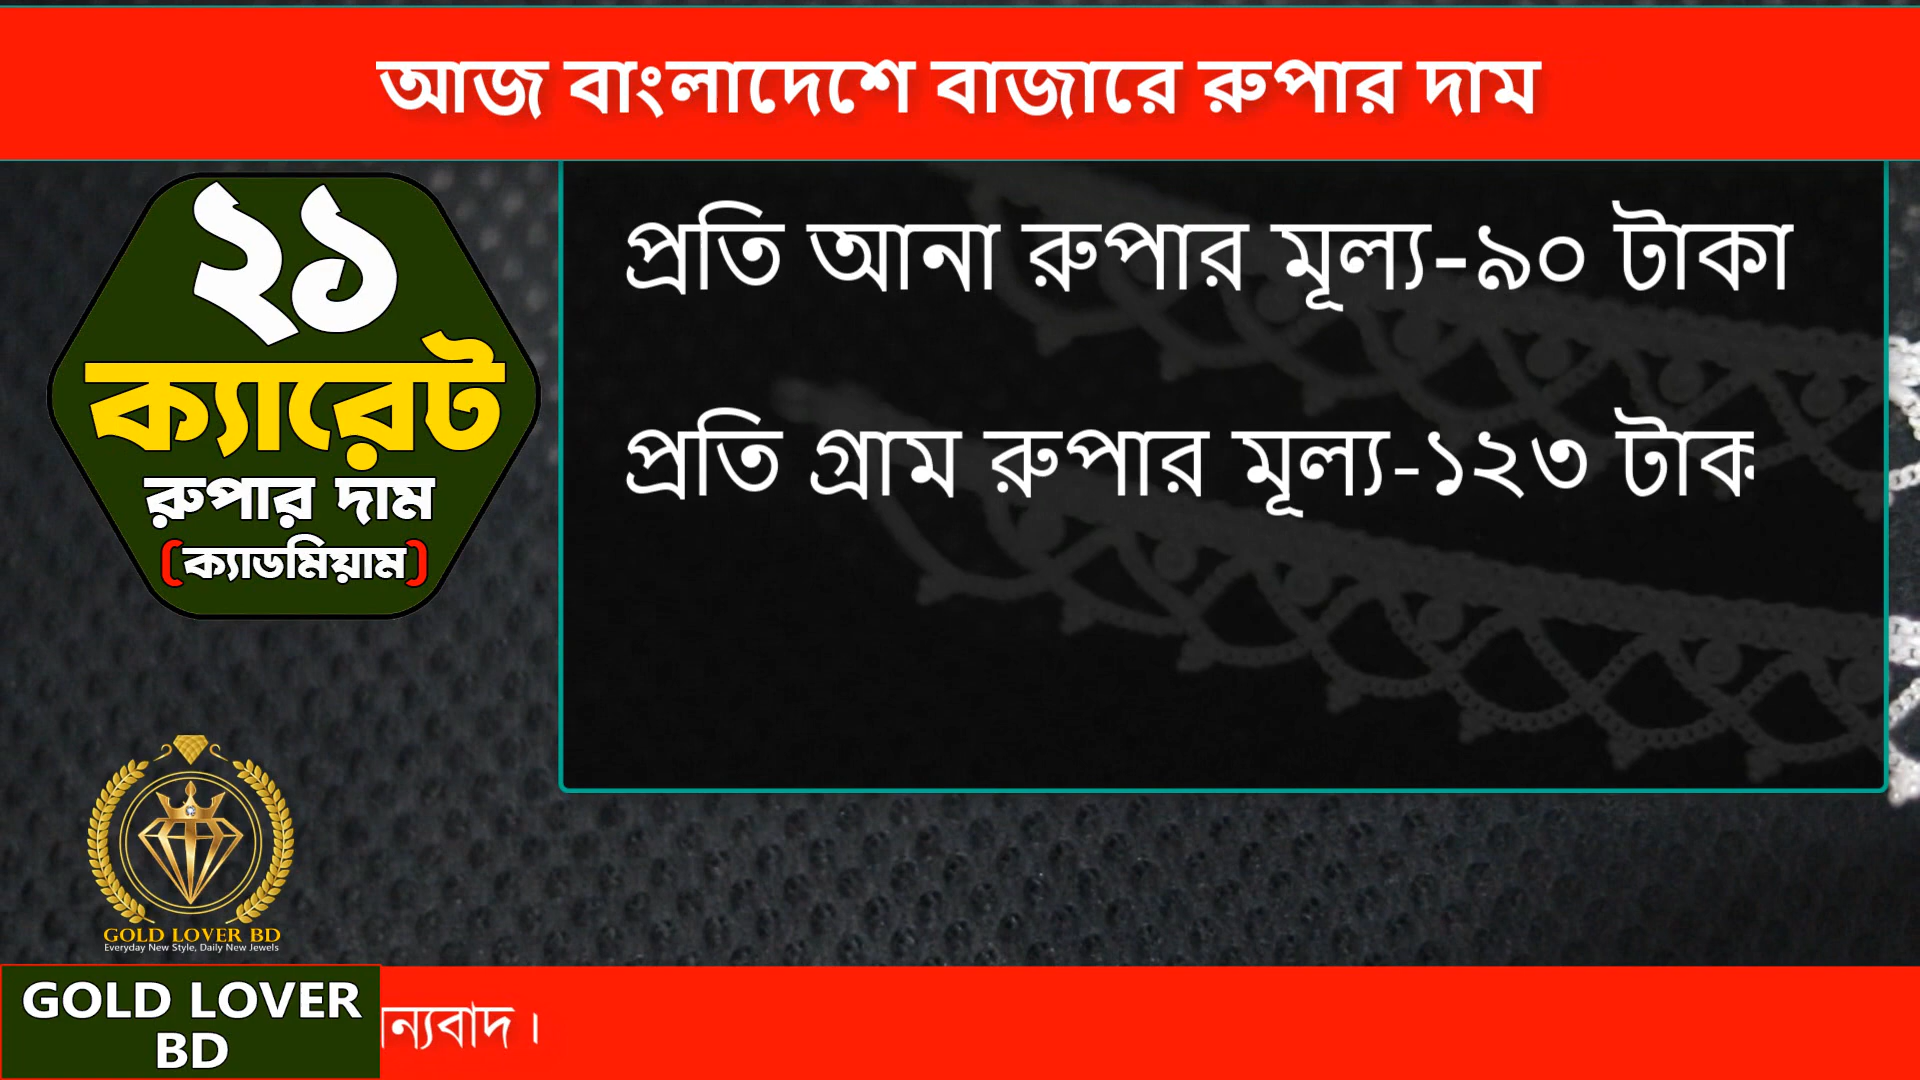 আজ বাংলাদেশে বাজারে রুপার দাম
২১
ক্যারেট
রুপার দাম
(ক্যাডমিয়াম)
প্রতি আনা রুপার মূল্য-৯০ টাকা
প্রতি গ্রাম রুপার মূল্য-১২৩ টাক
GOLD LOVER BD
Everyday New Style, Daily New Jewels
GOLD LOVER
BD
ন্যবাদ।